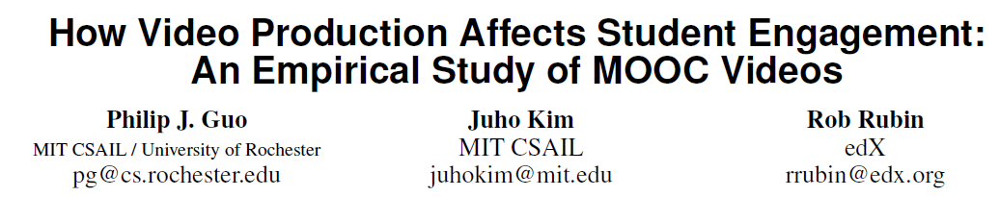 How Video Production Affects Student Engagement:
An Empirical Study of MOOC Videos
Philip J. Guo
MIT CSAIL / University of Rochester
pg@cs.rochester.edu
Juho Kim
MIT CSAIL
juhokim@mit.edu
Rob Rubin
edX
rrubin@edx.org